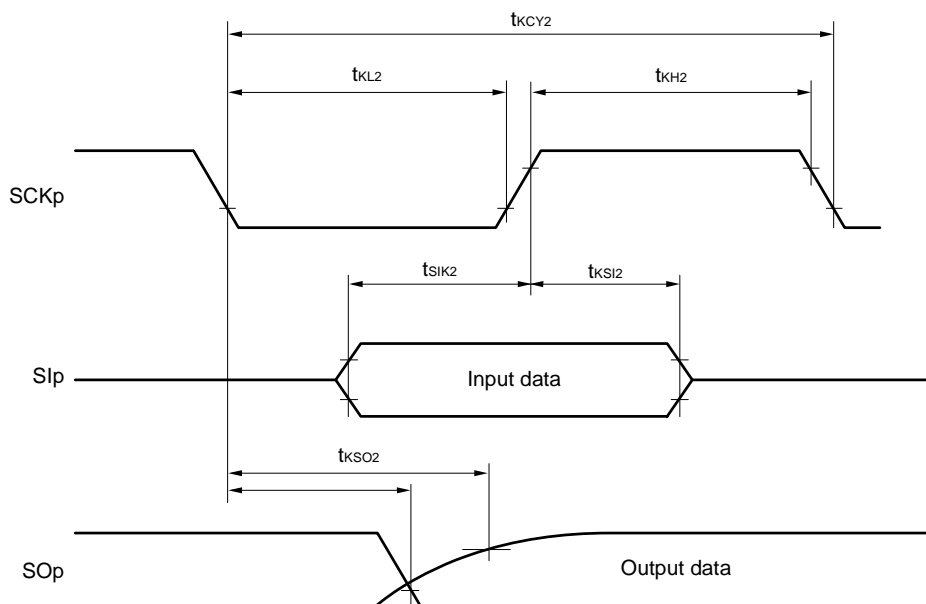 tKCY2
tKL2
tKH2
SCKp
tSIK2
tKSI2
SIp
Input data
tKSO2
SOp
Output data